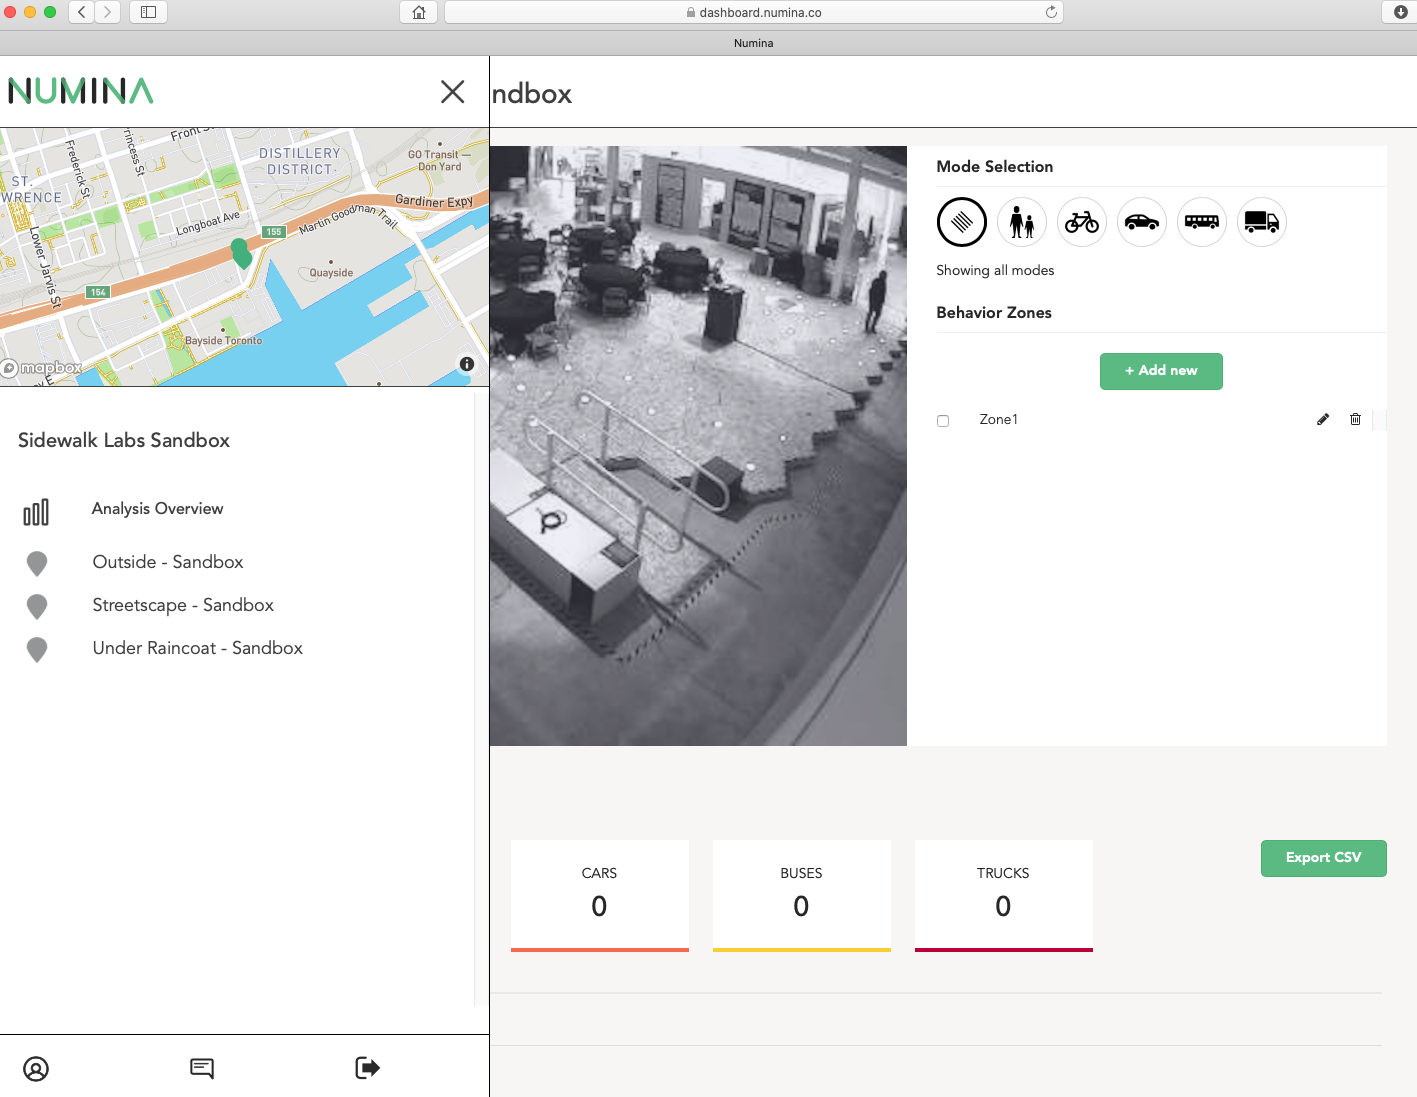 dashboard.numina.co
Numina
NUMINA
ndbox
Front
Princess St
Frederick St
DISTILLERY
DISTRICT
GO Transit —
Don Yard
ST.
WRENCE
Gardiner Expy
Longboat Ave
Martin Goodman Trail
155
Lower Jarvis St
Quayside
154
Bayside Toronto
mapbox
Sidewalk Labs Sandbox
Analysis Overview
Outside - Sandbox
Streetscape - Sandbox
Under Raincoat - Sandbox
Mode Selection
Showing all modes
Behavior Zones
+ Add new
Zone1
CARS
0
BUSES
0
TRUCKS
0
Export CSV